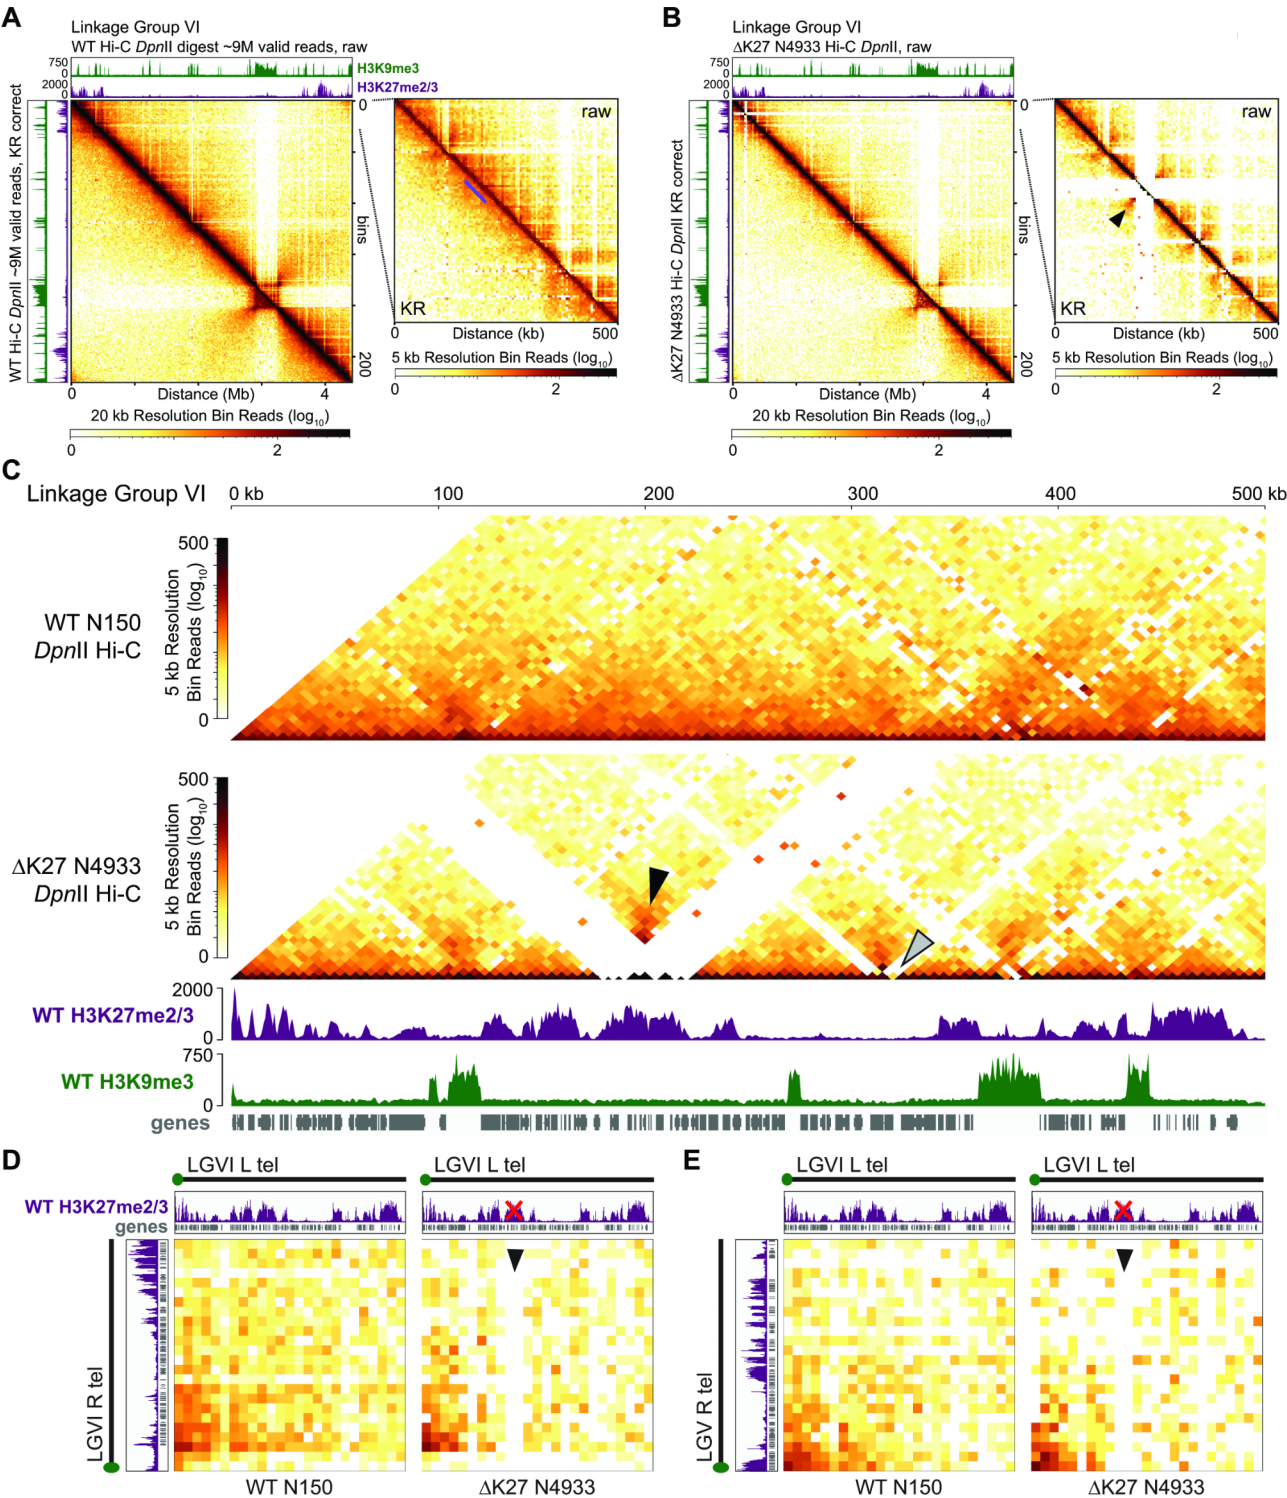 A
Linkage Group VI
WT Hi-C DpnII digest ~9M valid reads, raw
750
0
H3K9me3
2000
0
H3K27me2/3
WT Hi-C DpnII ~9M valid reads, KR correct
0
bins
200
0
Distance (Mb)
4
20 kb Resolution Bin Reads (log10)
0
2
raw
KR
0
Distance (kb)
500
5 kb Resolution Bin Reads (log10)
0
2
B
Linkage Group VI
ΔK27 N4933 Hi-C DpnII, raw
750
0
2000
0
ΔK27 N4933 Hi-C DpnII KR correct
0
bins
200
0
Distance (Mb)
4
20 kb Resolution Bin Reads (log10)
0
2
raw
KR
0
Distance (kb)
500
5 kb Resolution Bin Reads (log10)
0
2
C
Linkage Group VI
0 kb
100
200
300
400
500 kb
WT N150
DpnII Hi-C
5 kb Resolution
Bin Reads (log10)
500
0
ΔK27 N4933
DpnII Hi-C
5 kb Resolution
Bin Reads (log10)
500
0
WT H3K27me2/3
2000
0
WT H3K9me3
750
0
genes
D
LGVI L tel
LGVI L tel
WT H3K27me2/3
genes
LGVI R tel
WT N150
ΔK27 N4933
E
LGVI L tel
LGVI L tel
LGV R tel
WT N150
ΔK27 N4933